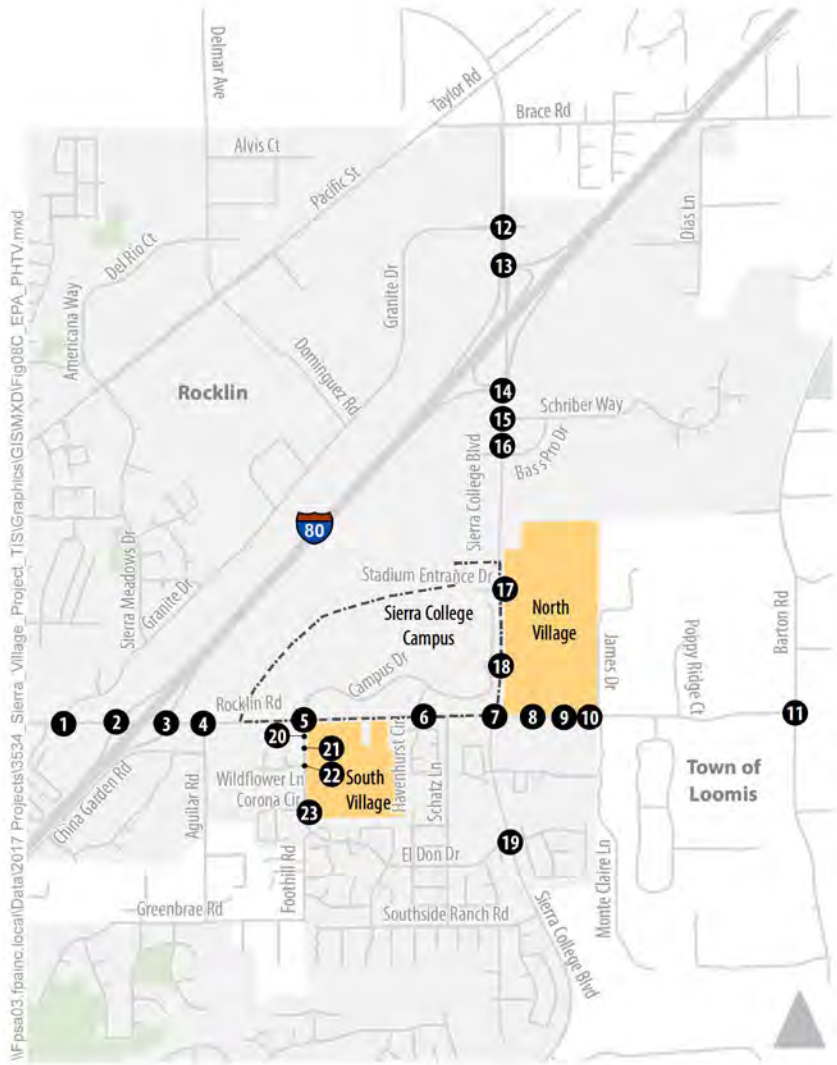 \\Fpsa03.fpainc.local\Data\2017 Projects\3534_Sierra_Village_Project_TIS\Graphics\GIS\MXD\Fig08C_EPA_PHTV.mxd
Delmar Ave
Taylor Rd
Brace Rd
Alvis Ct
Pacific St
Dias Ln
12
Del Rio Ct
13
Granite Dr
Americana Way
Dominguez Rd
Rocklin
14
15
Schriber Way
16
Bass Pro Dr
Sierra College Blvd
80
Sierra Meadows Dr
Granite Dr
Stadium Entrance Dr
17
Sierra College
Campus
North
Village
James Dr
Poppy Ridge Ct
Barton Rd
18
Campus Dr
Rocklin Rd
1
2
3
4
5
6
7
8
9
10
11
20
21
22
Havenhurst Cir
Schatz Ln
China Garden Rd
Aguilar Rd
Wildflower Ln
Corona Cir
South
Village
23
Town of
Loomis
Foothill Rd
El Don Dr
19
Monte Claire Ln
Greenbrae Rd
Southside Ranch Rd
Sierra College Blvd